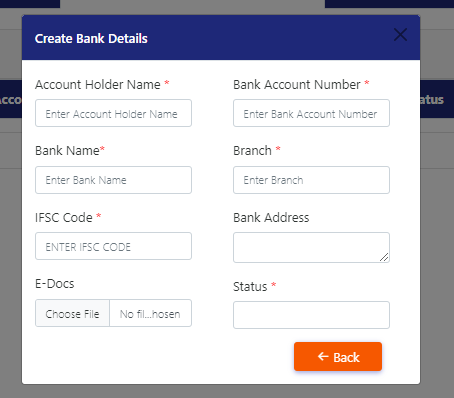 Create Bank Details
Account Holder Name *
Bank Account Number *
Enter Account Holder Name
Enter Bank Account Number
Acco
atus
Bank Name*
Branch *
Enter Bank Name
Enter Branch
IFSC Code *
Bank Address
ENTER IFSC CODE
E-Docs
Status *
Choose File
No fil...hosen
← Back